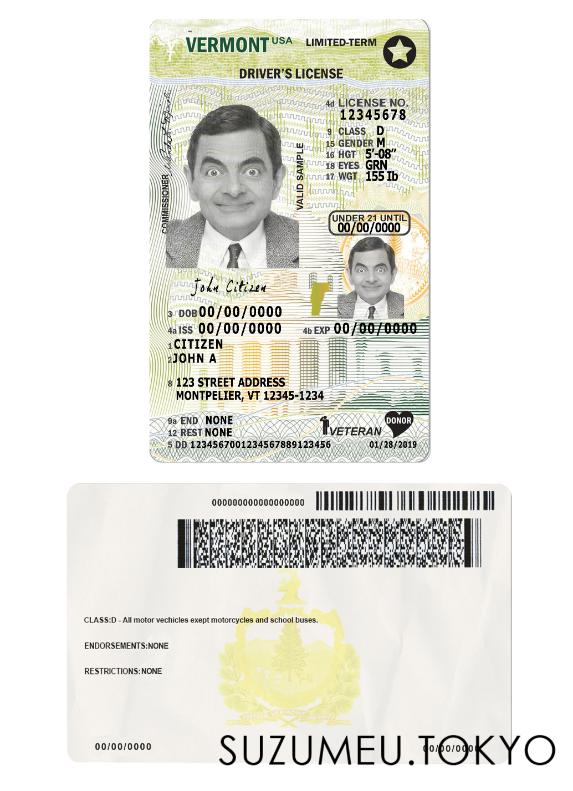 VERMONT USA LIMITED-TERM
DRIVER'S LICENSE
4d LICENSE NO.
12345678
9 CLASS D
15 GENDER M
16 HGT 5'-08"
18 EYES GRN
17 WGT 155 lb
COMMISSIONER
VALID SAMPLE
UNDER 21 UNTIL
00/00/0000
John Citizen
3 DOB 00/00/0000
4a ISS 00/00/0000 4b EXP 00/00/0000
1 CITIZEN
2 JOHN A
8 123 STREET ADDRESS
MONTPELIER, VT 12345-1234
9a END NONE
12 REST NONE
VETERAN
DONOR
5 DD 1234567001234567889123456 01/28/2019
000000000000000000
CLASS:D - All motor vechicles exept motorcycles and school buses.
ENDORSEMENTS:NONE
RESTRICTIONS:NONE
00/00/0000 00/00/0000
SUZUMEU.TOKYO